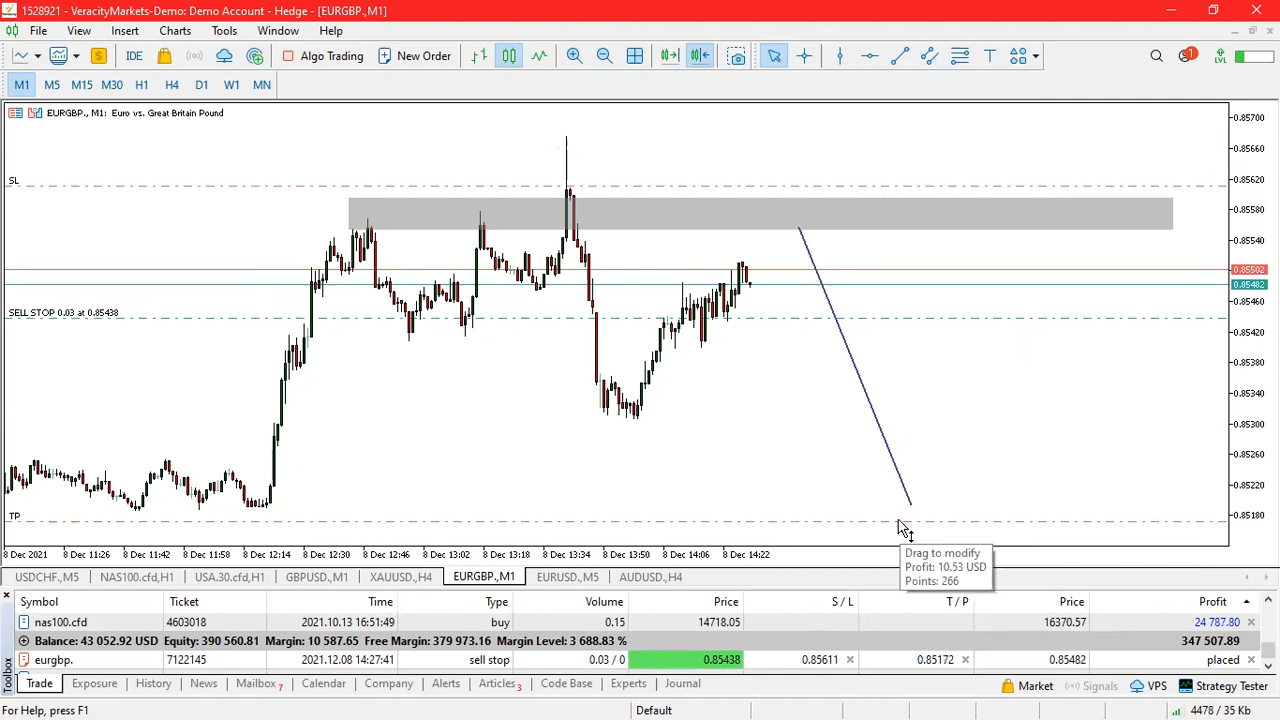 1528921 - VeracityMarkets-Demo: Demo Account - Hedge - [EURGBP.,M1]
File View Insert Charts Tools Window Help
IDE Algo Trading New Order 1 LVL
M1 M5 M15 M30 H1 H4 D1 W1 MN
EURGBP., M1: Euro vs. Great Britain Pound
0.85700
0.85660
SL
0.85620
0.85580
0.85540
0.85502
0.85482
0.85460
SELL STOP 0.03 at 0.85438
0.85420
0.85380
0.85340
0.85300
0.85260
0.85220
TP
0.85180
8 Dec 2021 8 Dec 11:26 8 Dec 11:42 8 Dec 11:58 8 Dec 12:14 8 Dec 12:30 8 Dec 12:46 8 Dec 13:02 8 Dec 13:18 8 Dec 13:34 8 Dec 13:50 8 Dec 14:06 8 Dec 14:22
Drag to modify
Profit: 10.53 USD
Points: 266
USDCHF.,M5 NAS100.cfd,H1 USA.30.cfd,H1 GBPUSD.,M1 XAUUSD.,H4 EURGBP.,M1 EURUSD.,M5 AUDUSD.,H4
Symbol Ticket Time Type Volume Price S / L T / P Price Profit
nas100.cfd 4603018 2021.10.13 16:51:49 buy 0.15 14718.05 16370.57 24 787.80
Balance: 43 052.92 USD Equity: 390 560.81 Margin: 10 587.65 Free Margin: 379 973.16 Margin Level: 3 688.83 % 347 507.89
eurgbp. 7122145 2021.12.08 14:27:41 sell stop 0.03 / 0 0.85438 0.85611 0.85172 0.85482 placed
Toolbox
Trade Exposure History News Mailbox 7 Calendar Company Alerts Articles 3 Code Base Experts Journal Market Signals VPS Strategy Tester
For Help, press F1 Default 4478 / 35 Kb